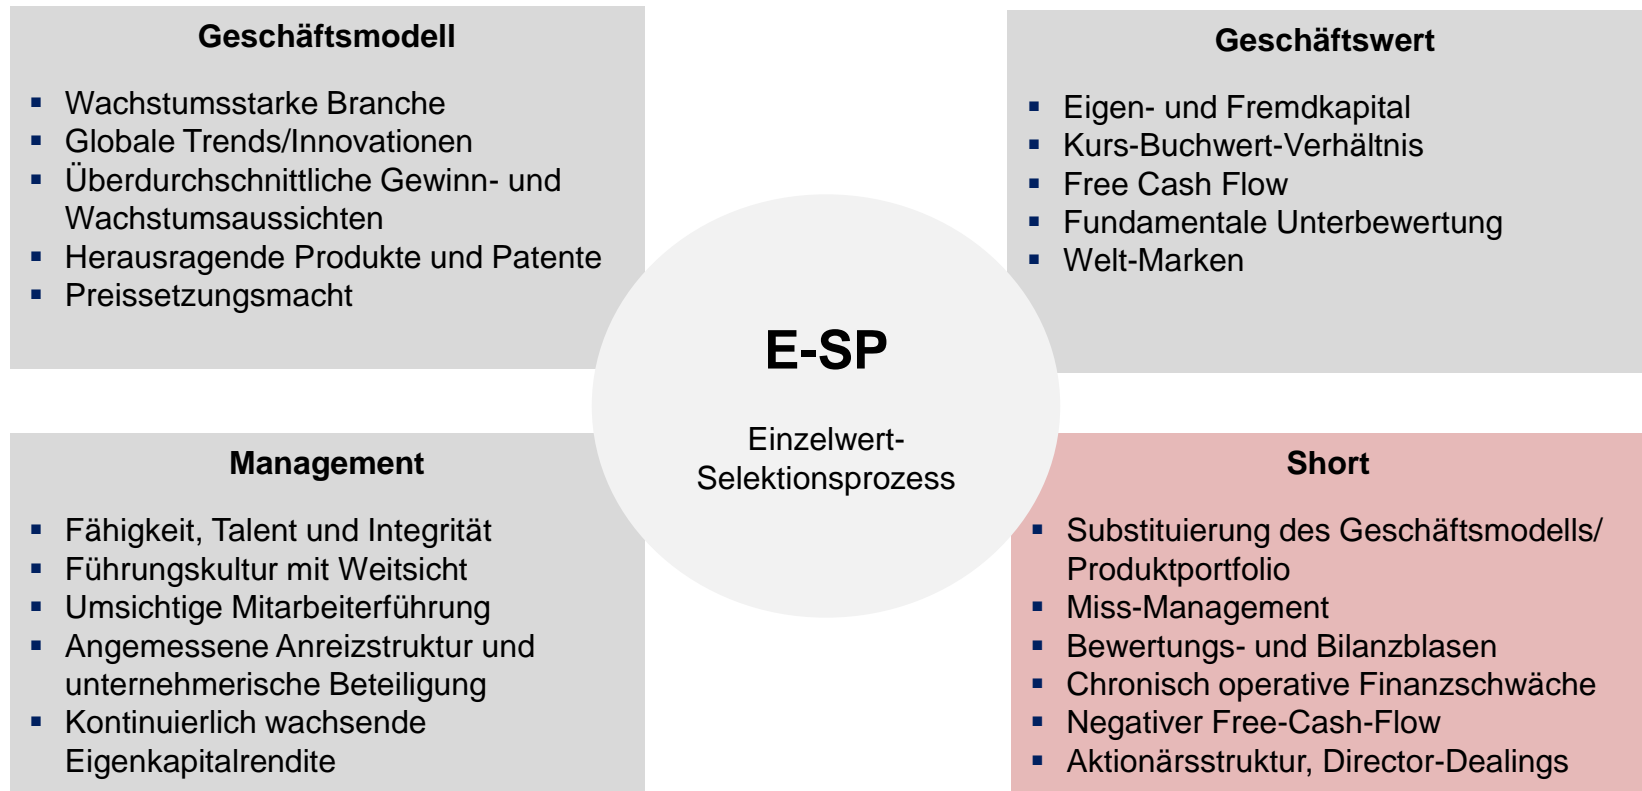 Geschäftsmodell
▪ Wachstumsstarke Branche
▪ Globale Trends/Innovationen
▪ Überdurchschnittliche Gewinn- und
Wachstumsaussichten
▪ Herausragende Produkte und Patente
▪ Preissetzungsmacht
Geschäftswert
▪ Eigen- und Fremdkapital
▪ Kurs-Buchwert-Verhältnis
▪ Free Cash Flow
▪ Fundamentale Unterbewertung
▪ Welt-Marken
E-SP
Einzelwert-
Selektionsprozess
Management
▪ Fähigkeit, Talent und Integrität
▪ Führungskultur mit Weitsicht
▪ Umsichtige Mitarbeiterführung
▪ Angemessene Anreizstruktur und
unternehmerische Beteiligung
▪ Kontinuierlich wachsende
Eigenkapitalrendite
Short
▪ Substituierung des Geschäftsmodells/
Produktportfolio
▪ Miss-Management
▪ Bewertungs- und Bilanzblasen
▪ Chronisch operative Finanzschwäche
▪ Negativer Free-Cash-Flow
▪ Aktionärsstruktur, Director-Dealings